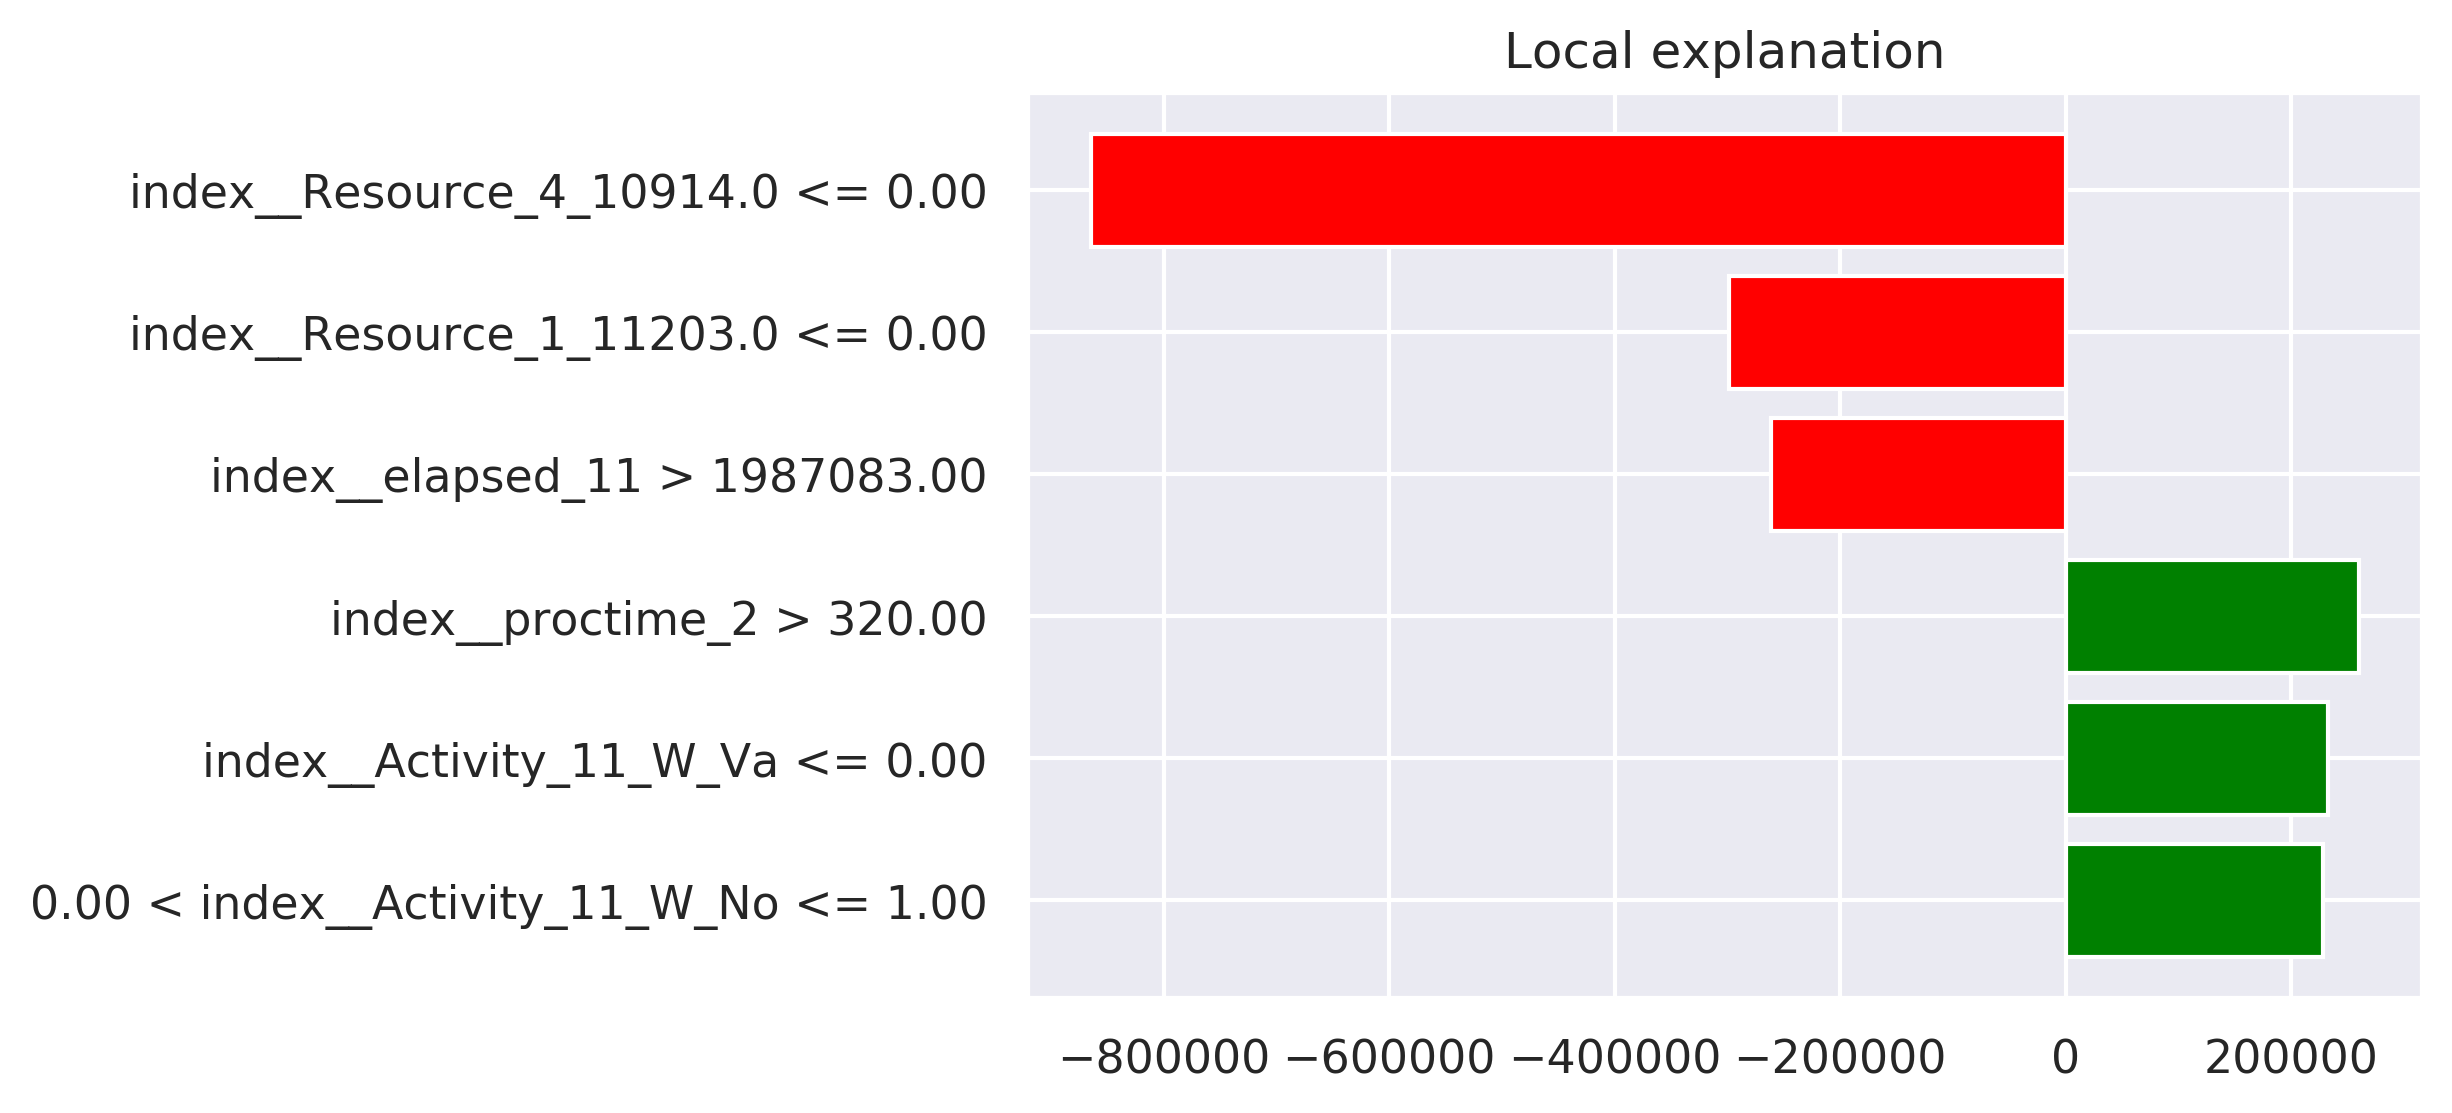 Local explanation
index__Resource_4_10914.0 <= 0.00
index__Resource_1_11203.0 <= 0.00
index__elapsed_11 > 1987083.00
index__proctime_2 > 320.00
index__Activity_11_W_Va <= 0.00
0.00 < index__Activity_11_W_No <= 1.00
−800000 −600000 −400000 −200000 0 200000